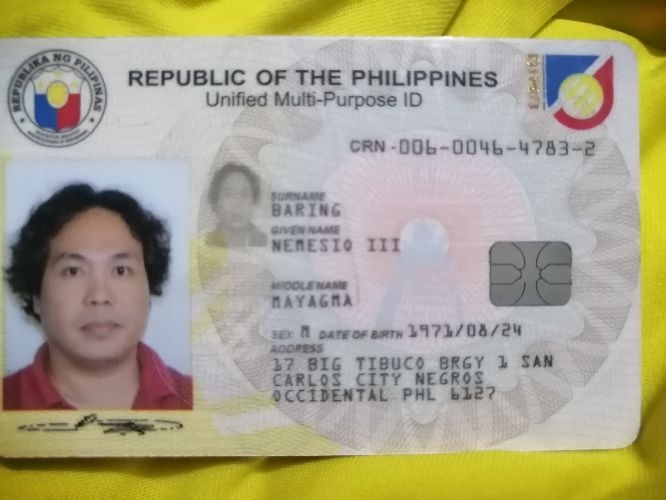 REPUBLIKA NG PILIPINAS
REPUBLIC OF THE PHILIPPINES
Unified Multi-Purpose ID
CRN - 006-0046-4783-2
SURNAME
BARING
GIVEN NAME
NEMESIO III
MIDDLE NAME
MAYAGMA
SEX M DATE OF BIRTH 1971/08/24
ADDRESS
17 BIG TIBUCO BRGY 1 SAN
CARLOS CITY NEGROS
OCCIDENTAL PHL 6127